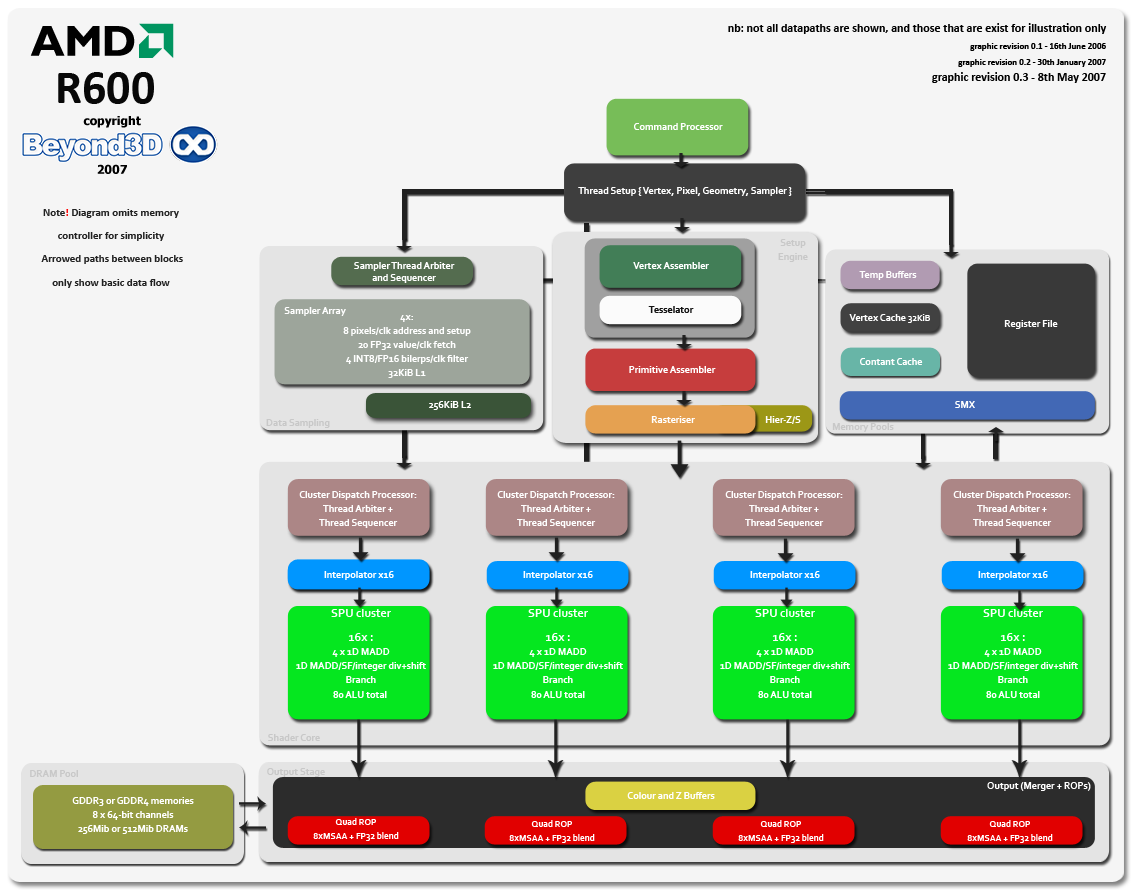 AMD
R600
copyright
Beyond3D
2007
nb: not all datapaths are shown, and those that are exist for illustration only
graphic revision 0.1 - 16th June 2006
graphic revision 0.2 - 30th January 2007
graphic revision 0.3 - 8th May 2007
Note! Diagram omits memory
controller for simplicity
Arrowed paths between blocks
only show basic data flow
Command Processor
Thread Setup { Vertex, Pixel, Geometry, Sampler }
Sampler Thread Arbiter
and Sequencer
Sampler Array
4x:
8 pixels/clk address and setup
20 FP32 value/clk fetch
4 INT8/FP16 bilerps/clk filter
32KiB L1
256KiB L2
Data Sampling
Setup
Engine
Vertex Assembler
Tesselator
Primitive Assembler
Rasteriser
Hier-Z/S
Temp Buffers
Vertex Cache 32KiB
Contant Cache
Register File
SMX
Memory Pools
Cluster Dispatch Processor:
Thread Arbiter +
Thread Sequencer
Interpolator x16
SPU cluster
16x :
4 x 1D MADD
1D MADD/SF/integer div+shift
Branch
80 ALU total
Cluster Dispatch Processor:
Thread Arbiter +
Thread Sequencer
Interpolator x16
SPU cluster
16x :
4 x 1D MADD
1D MADD/SF/integer div+shift
Branch
80 ALU total
Cluster Dispatch Processor:
Thread Arbiter +
Thread Sequencer
Interpolator x16
SPU cluster
16x :
4 x 1D MADD
1D MADD/SF/integer div+shift
Branch
80 ALU total
Cluster Dispatch Processor:
Thread Arbiter +
Thread Sequencer
Interpolator x16
SPU cluster
16x :
4 x 1D MADD
1D MADD/SF/integer div+shift
Branch
80 ALU total
Shader Core
DRAM Pool
GDDR3 or GDDR4 memories
8 x 64-bit channels
256Mib or 512Mib DRAMs
Output Stage
Output (Merger + ROPs)
Colour and Z Buffers
Quad ROP
8xMSAA + FP32 blend
Quad ROP
8xMSAA + FP32 blend
Quad ROP
8xMSAA + FP32 blend
Quad ROP
8xMSAA + FP32 blend